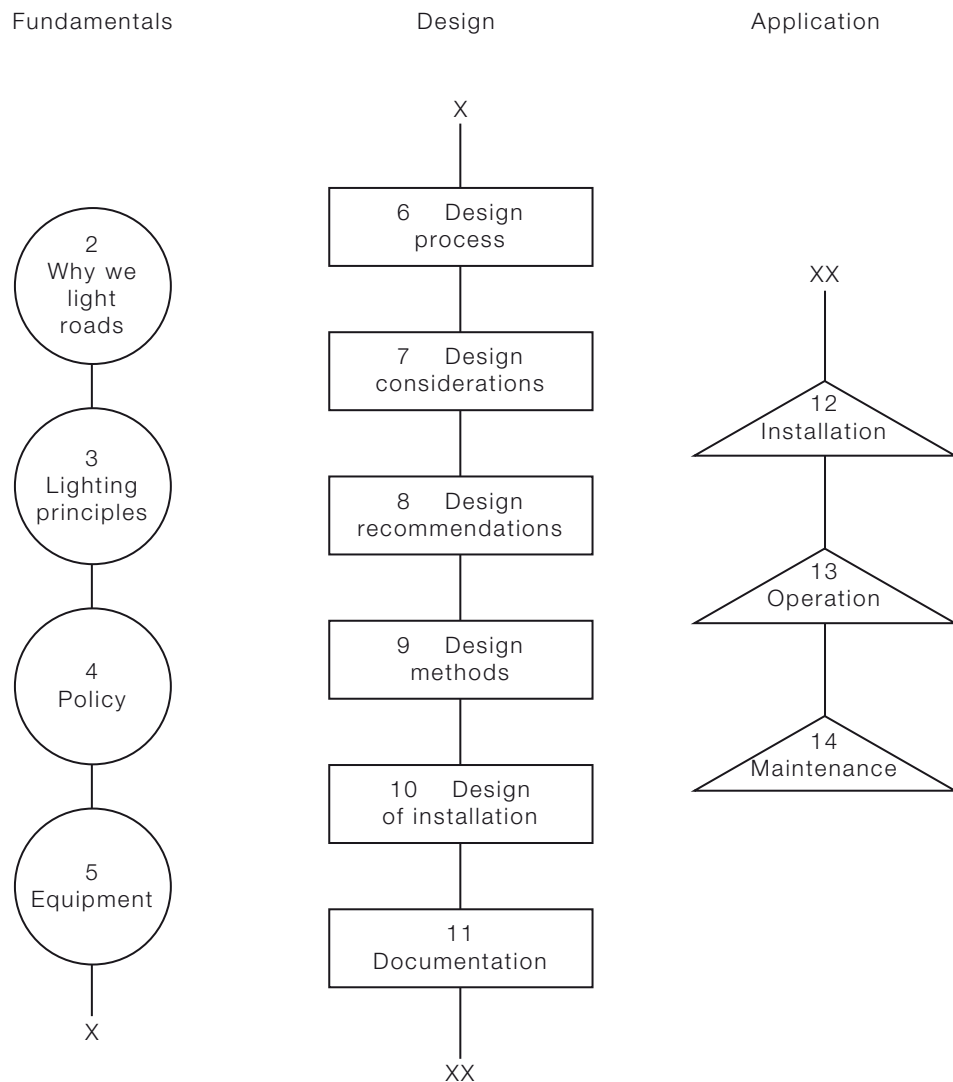 Fundamentals
2
Why we
light
roads
3
Lighting
principles
4
Policy
5
Equipment
X
Design
X
6 Design
process
7 Design
considerations
8 Design
recommendations
9 Design
methods
10 Design
of installation
11
Documentation
XX
Application
XX
12
Installation
13
Operation
14
Maintenance